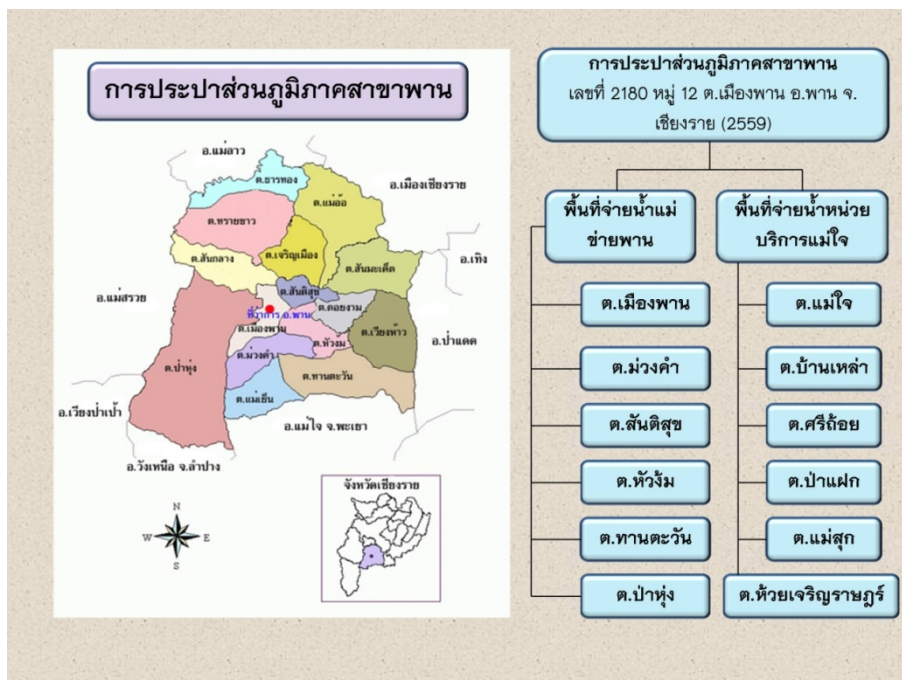 การประปาส่วนภูมิภาคสาขาพาน
อ.แม่ลาว
ต.ธารทอง
อ.เมืองเชียงราย
ต.แม่อ้อ
ต.ทรายขาว
ต.เจริญเมือง
อ.เทิง
ต.สันกลาง
ต.สันมะเค็ด
อ.แม่สรวย
ต.สันติสุข
ต.ดอยงาม
ที่ว่าการ อ.พาน
ต.เมืองพาน
ต.เวียงห้าว
อ.ป่าแดด
ต.หัวง้ม
ต.ม่วงคำ
ต.ป่าหุ่ง
ต.ทานตะวัน
ต.แม่เย็น
อ.เวียงป่าเป้า
อ.แม่ใจ จ.พะเยา
อ.วังเหนือ จ.ลำปาง
N
W E
S
จังหวัดเชียงราย
การประปาส่วนภูมิภาคสาขาพาน
เลขที่ 2180 หมู่ 12 ต.เมืองพาน อ.พาน จ.
เชียงราย (2559)
พื้นที่จ่ายน้ำแม่
ข่ายพาน
ต.เมืองพาน
ต.ม่วงคำ
ต.สันติสุข
ต.หัวง้ม
ต.ทานตะวัน
ต.ป่าหุ่ง
พื้นที่จ่ายน้ำหน่วย
บริการแม่ใจ
ต.แม่ใจ
ต.บ้านเหล่า
ต.ศรีถ้อย
ต.ป่าแฝก
ต.แม่สุก
ต.ห้วยเจริญราษฎร์